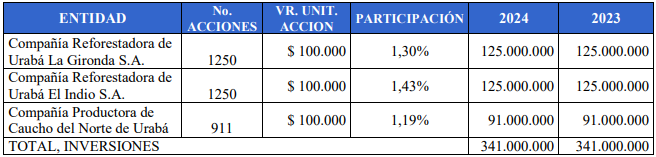 ENTIDAD No. ACCIONES VR. UNIT. ACCION PARTICIPACIÓN 2024 2023
Compañía Reforestadora de Urabá La Gironda S.A. 1250 $ 100.000 1,30% 125.000.000 125.000.000
Compañía Reforestadora de Urabá El Indio S.A. 1250 $ 100.000 1,43% 125.000.000 125.000.000
Compañía Productora de Caucho del Norte de Urabá 911 $ 100.000 1,19% 91.000.000 91.000.000
TOTAL, INVERSIONES 341.000.000 341.000.000